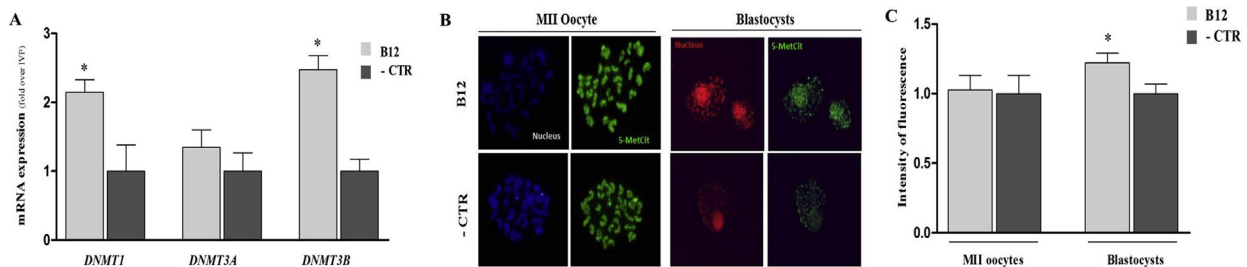 A
mRNA expression (fold over IVP)
3
2
1
0
*
*
B12
- CTR
DNMT1
DNMT3A
DNMT3B
B
MII Oocyte
Blastocysts
B12
- CTR
Nucleus
5-MetCit
Nucleus
5-MetCit
C
Intensity of fluorescence
1.5
1.0
0.5
0.0
*
B12
- CTR
MII oocytes
Blastocysts